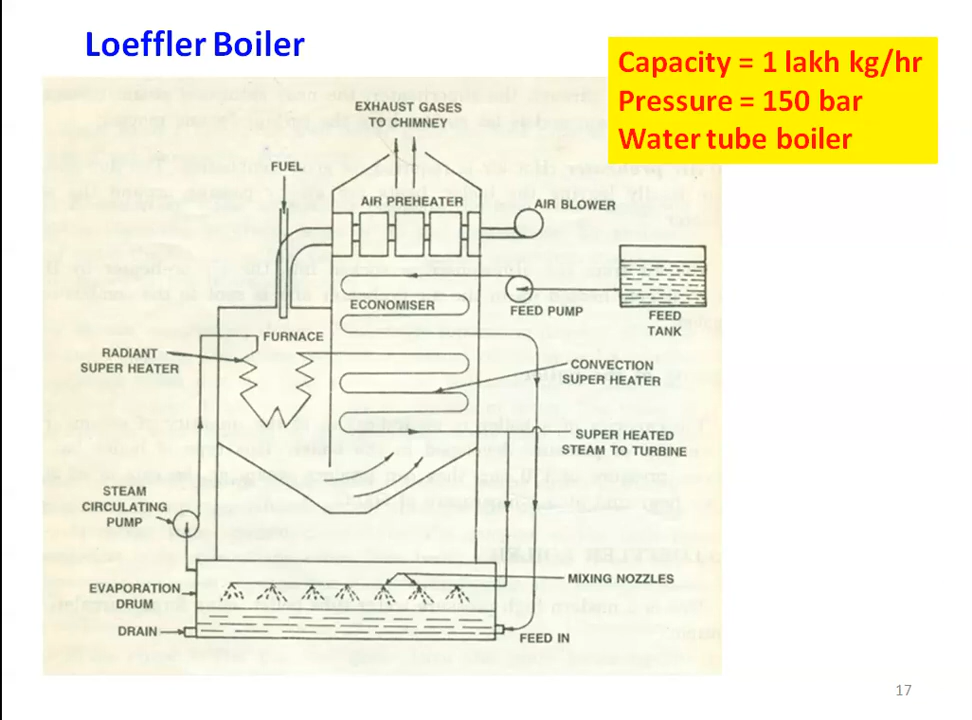 Loeffler Boiler
Capacity = 1 lakh kg/hr
Pressure = 150 bar
Water tube boiler
EXHAUST GASES
TO CHIMNEY
FUEL
AIR PREHEATER
AIR BLOWER
ECONOMISER
FEED PUMP
FEED
TANK
FURNACE
RADIANT
SUPER HEATER
CONVECTION
SUPER HEATER
SUPER HEATED
STEAM TO TURBINE
STEAM
CIRCULATING
PUMP
MIXING NOZZLES
EVAPORATION
DRUM
DRAIN
FEED IN
17